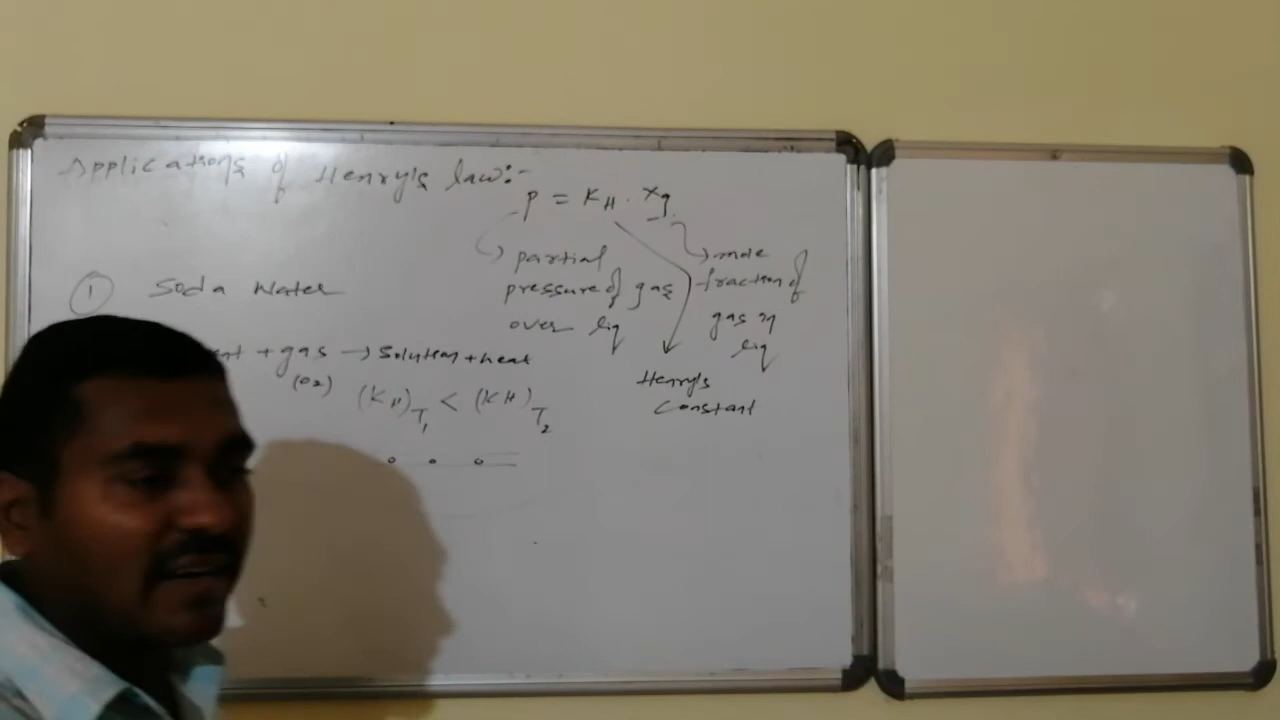 Applications of Henry's law:-
p = KH . xg
partial
pressure of gas
over liq
mole
fraction of
gas in
liq
Henry's
Constant
① Soda Water
+ gas → Solution + heat
(O2)
(KH)T1 < (KH)T2